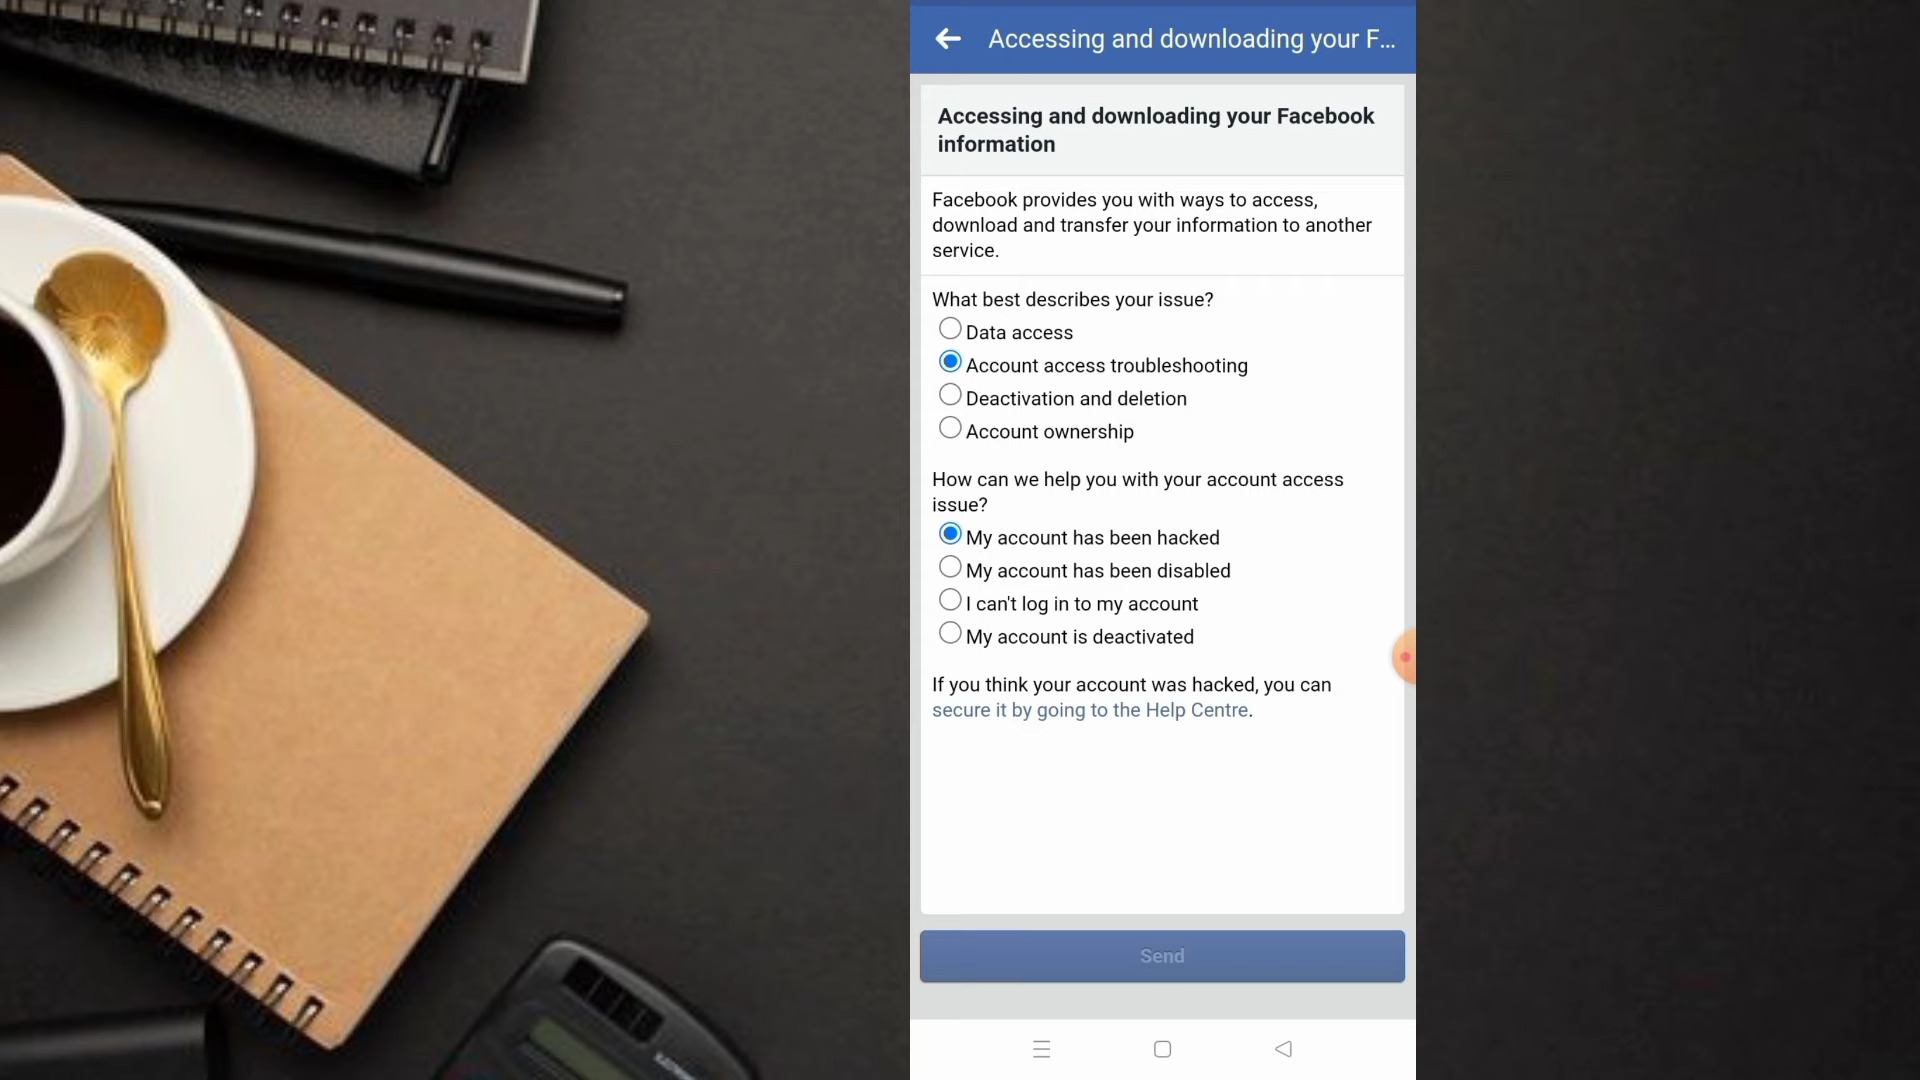 Accessing and downloading your F...
Accessing and downloading your Facebook
information
Facebook provides you with ways to access,
download and transfer your information to another
service.
What best describes your issue?
Data access
Account access troubleshooting
Deactivation and deletion
Account ownership
How can we help you with your account access
issue?
My account has been hacked
My account has been disabled
I can't log in to my account
My account is deactivated
If you think your account was hacked, you can
secure it by going to the Help Centre.
Send